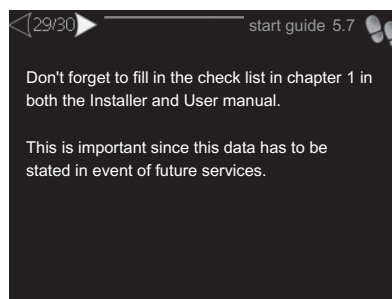 29/30 start guide 5.7
Don't forget to fill in the check list in chapter 1 in
both the Installer and User manual.
This is important since this data has to be
stated in event of future services.